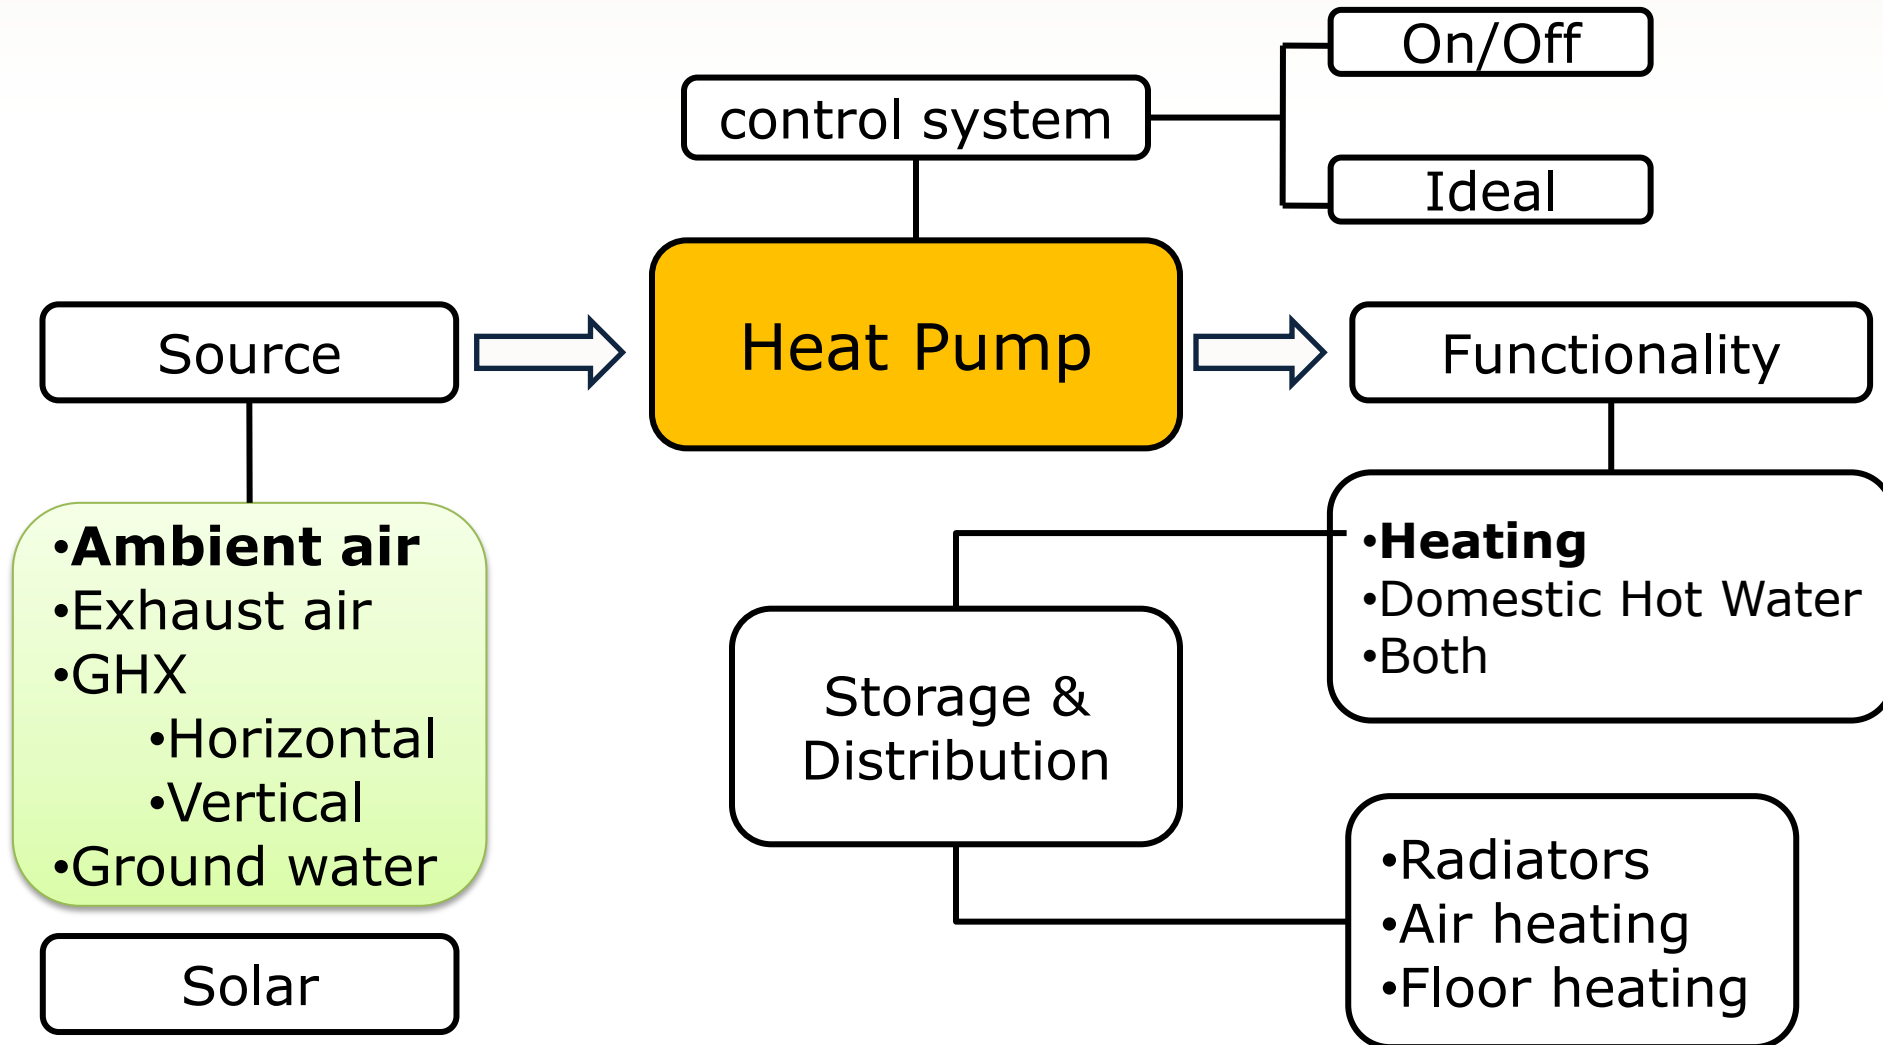 On/Off
control system
Ideal
Source
Heat Pump
Functionality
•Ambient air
•Exhaust air
•GHX
•Horizontal
•Vertical
•Ground water
Solar
•Heating
•Domestic Hot Water
•Both
Storage &
Distribution
•Radiators
•Air heating
•Floor heating